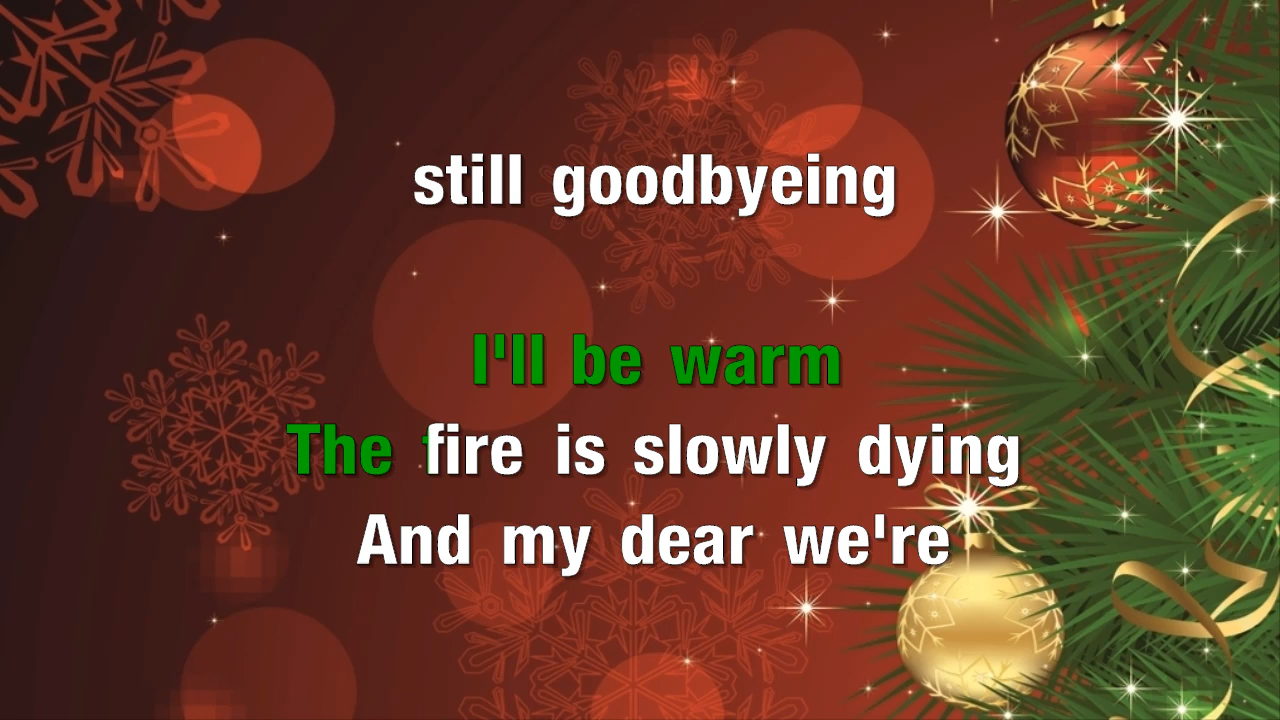 still goodbyeing
I'll be warm
The fire is slowly dying
And my dear we're